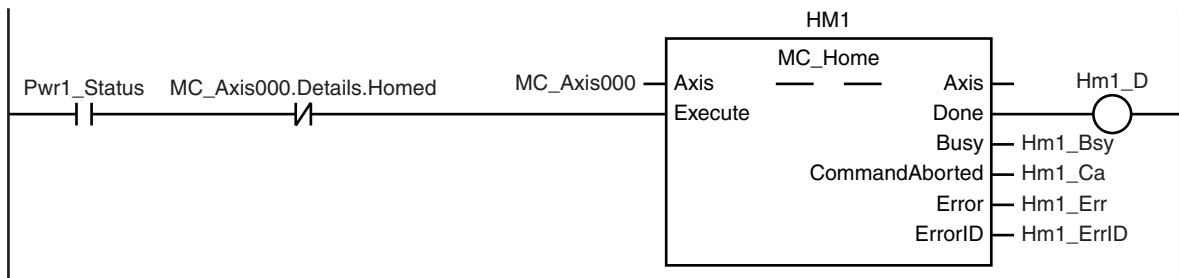 HM1
MC_Home
Pwr1_Status MC_Axis000.Details.Homed MC_Axis000 Axis Axis Hm1_D
Execute Done
Busy Hm1_Bsy
CommandAborted Hm1_Ca
Error Hm1_Err
ErrorID Hm1_ErrID